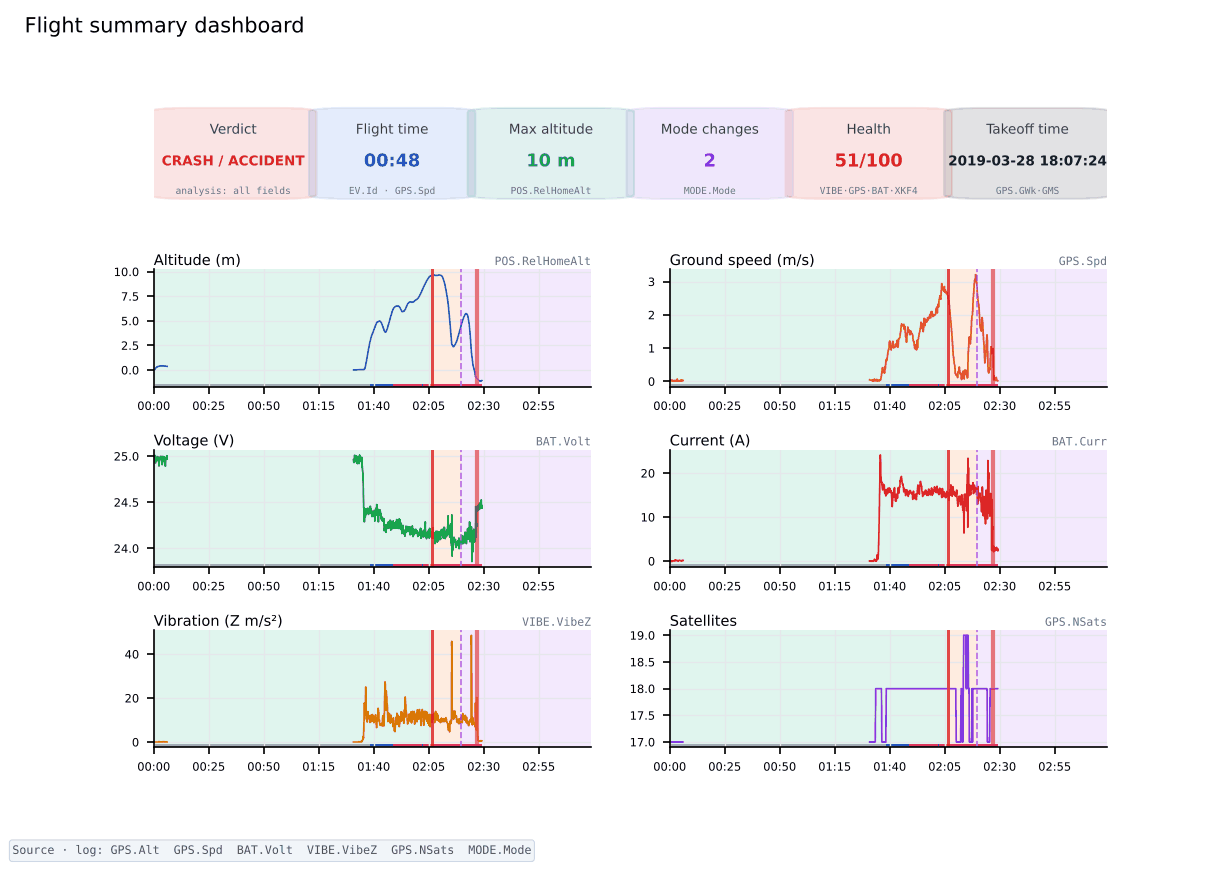 Flight summary dashboard
Verdict
CRASH / ACCIDENT
analysis: all fields
Flight time
00:48
EV.Id · GPS.Spd
Max altitude
10 m
POS.RelHomeAlt
Mode changes
2
MODE.Mode
Health
51/100
VIBE·GPS·BAT·XKF4
Takeoff time
2019-03-28 18:07:24
GPS.GWk·GMS
Altitude (m) POS.RelHomeAlt
10.0
7.5
5.0
2.5
0.0
00:00 00:25 00:50 01:15 01:40 02:05 02:30 02:55
Ground speed (m/s) GPS.Spd
3
2
1
0
00:00 00:25 00:50 01:15 01:40 02:05 02:30 02:55
Voltage (V) BAT.Volt
25.0
24.5
24.0
00:00 00:25 00:50 01:15 01:40 02:05 02:30 02:55
Current (A) BAT.Curr
20
10
0
00:00 00:25 00:50 01:15 01:40 02:05 02:30 02:55
Vibration (Z m/s²) VIBE.VibeZ
40
20
0
00:00 00:25 00:50 01:15 01:40 02:05 02:30 02:55
Satellites GPS.NSats
19.0
18.5
18.0
17.5
17.0
00:00 00:25 00:50 01:15 01:40 02:05 02:30 02:55
Source · log: GPS.Alt GPS.Spd BAT.Volt VIBE.VibeZ GPS.NSats MODE.Mode